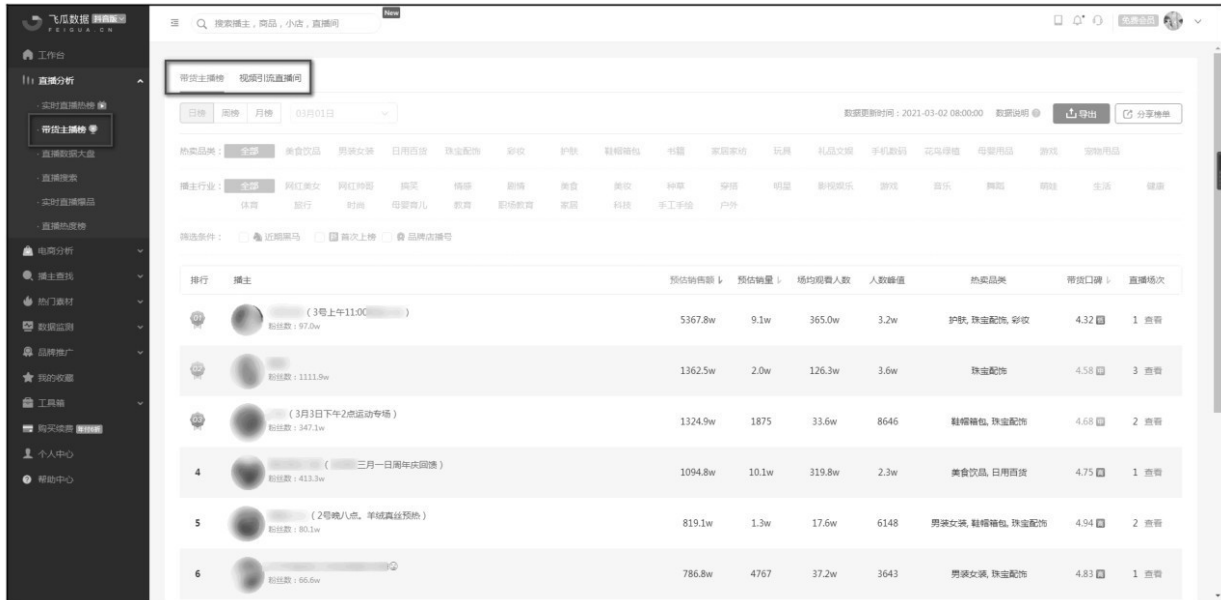 飞瓜数据 抖音版
FEIGUA.CN
搜索播主，商品，小店，直播间
New
免费会员
工作台
直播分析
· 实时直播热榜
· 带货主播榜
· 直播数据大盘
· 直播搜索
· 实时直播爆品
· 直播热度榜
电商分析
播主查找
热门素材
数据监测
品牌推广
我的收藏
工具箱
购买续费
个人中心
帮助中心
带货主播榜 视频引流直播间
日榜 周榜 月榜 03月01日 数据更新时间：2021-03-02 08:00:00 数据说明 导出 分享榜单
热卖品类： 全部 美食饮品 男装女装 日用百货 珠宝配饰 彩妆 护肤 鞋帽箱包 书籍 家居家纺 玩具 礼品文娱 手机数码 花鸟绿植 母婴用品 游戏 宠物用品
播主行业： 全部 网红美女 网红帅哥 搞笑 情感 剧情 美食 美妆 种草 穿搭 明星 影视娱乐 游戏 音乐 舞蹈 萌娃 生活 健康
体育 旅行 时尚 母婴育儿 教育 职场教育 家居 科技 手工手绘 户外
筛选条件： 近期黑马 首次上榜 品牌店播号
排行 播主 预估销售额 预估销量 场均观看人数 人数峰值 热卖品类 带货口碑 直播场次
01 （3号上午11:00 ） 5367.8w 9.1w 365.0w 3.2w 护肤, 珠宝配饰, 彩妆 4.32 1 查看
粉丝数：97.0w
02 1362.5w 2.0w 126.3w 3.6w 珠宝配饰 4.58 3 查看
粉丝数：1111.9w
03 （3月3日下午2点运动专场） 1324.9w 1875 33.6w 8646 鞋帽箱包, 珠宝配饰 4.68 2 查看
粉丝数：347.1w
4 （ 三月一日周年庆回馈） 1094.8w 10.1w 319.8w 2.3w 美食饮品, 日用百货 4.75 1 查看
粉丝数：413.3w
5 （2号晚八点。羊绒真丝预热） 819.1w 1.3w 17.6w 6148 男装女装, 鞋帽箱包, 珠宝配饰 4.94 2 查看
粉丝数：80.1w
6 786.8w 4767 37.2w 3643 男装女装, 珠宝配饰 4.83 1 查看
粉丝数：66.6w